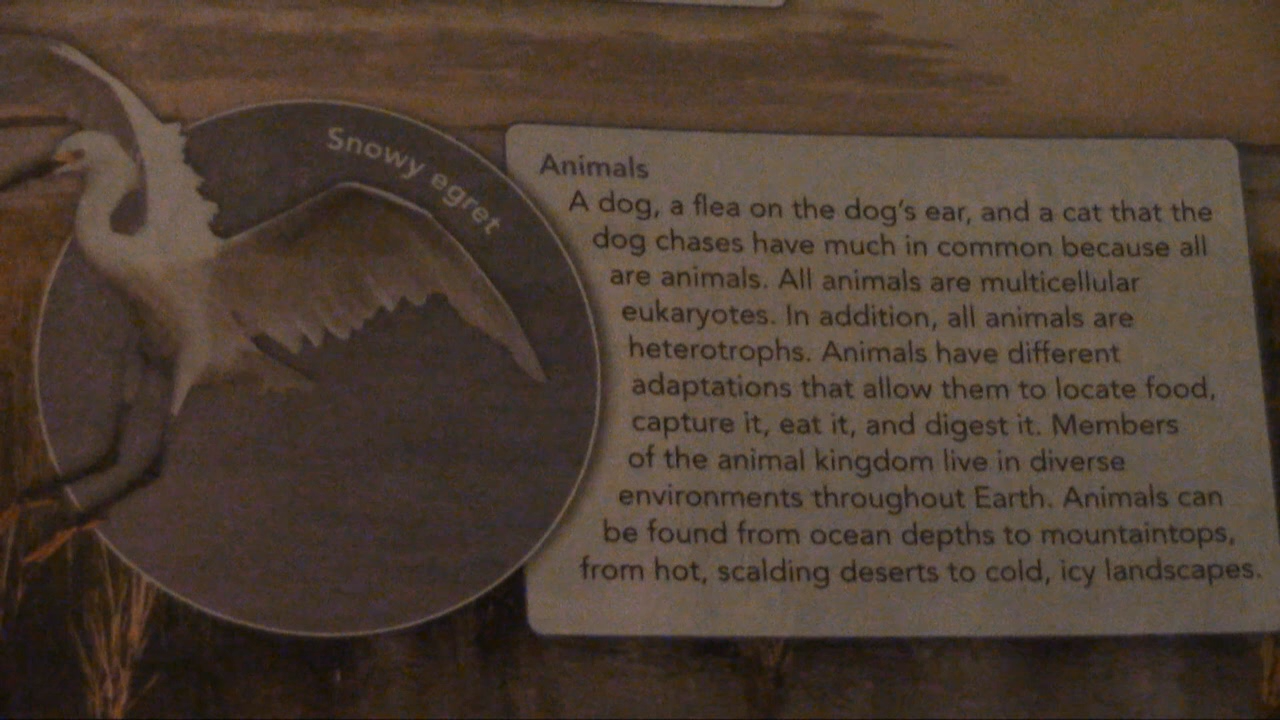 Snowy egret
Animals
A dog, a flea on the dog's ear, and a cat that the
dog chases have much in common because all
are animals. All animals are multicellular
eukaryotes. In addition, all animals are
heterotrophs. Animals have different
adaptations that allow them to locate food,
capture it, eat it, and digest it. Members
of the animal kingdom live in diverse
environments throughout Earth. Animals can
be found from ocean depths to mountaintops,
from hot, scalding deserts to cold, icy landscapes.